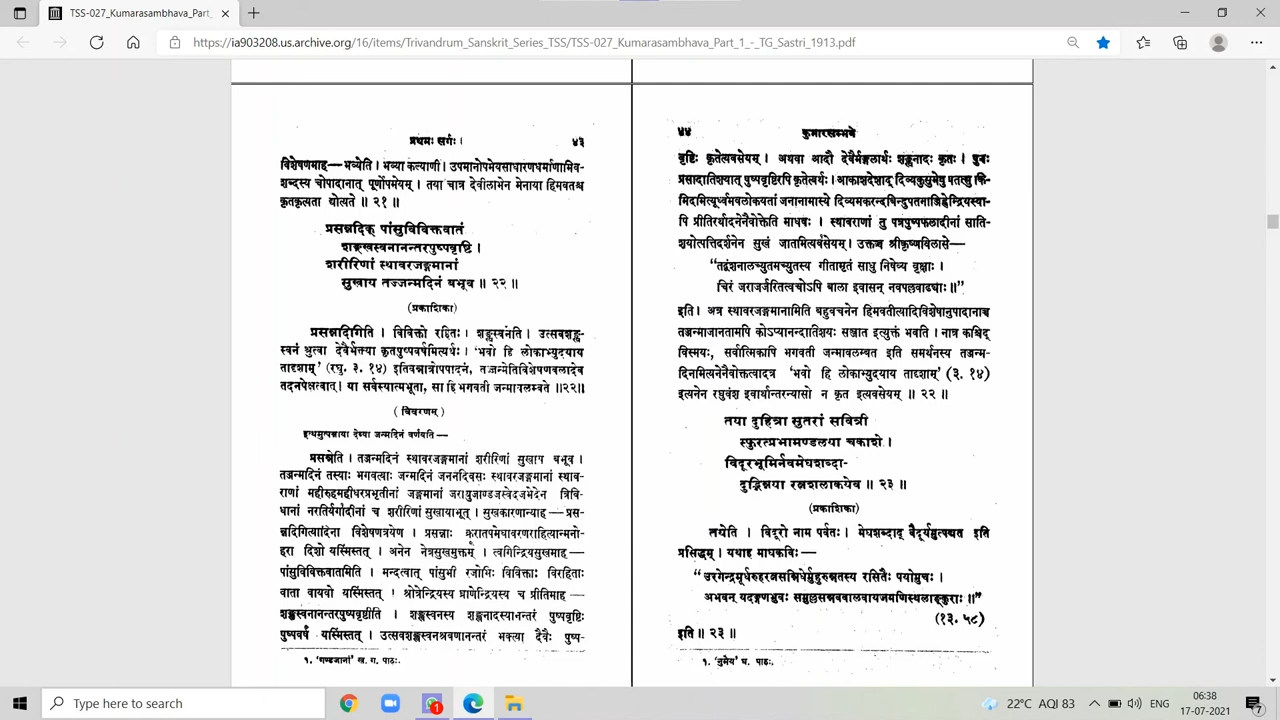 TSS-027_Kumarasambhava_Part_
https://ia903208.us.archive.org/16/items/Trivandrum_Sanskrit_Series_TSS/TSS-027_Kumarasambhava_Part_1_-_TG_Sastri_1913.pdf
प्रथमः सर्गः।
४३
विशेषणमाह— भव्येति। भव्या कल्याणी। उपमानोपमेयसाधारणधर्माणामिव-
शब्दस्य चोपादानात् पूर्णोपमेयम्। तया चात्र देवीलाभेन मेनाया हिमवतश्च
कृतकृत्यता द्योत्यते॥ २१॥
प्रसन्नदिक् पांसुविविक्तवातं
शङ्खस्वनानन्तरपुष्पवृष्टि।
शरीरिणां स्थावरजङ्गमानां
सुखाय तज्जन्मदिनं बभूव॥ २२॥
(प्रकाशिका)
प्रसन्नदिगिति। विविक्तो रहितः। शङ्खस्वनेति। उत्सवशङ्ख-
स्वनं श्रुत्वा देवैर्भक्त्या कृतपुष्पवर्षमित्यर्थः। 'भवो हि लोकाभ्युदयाय
तादृशाम्' (रघु. ३. १४) इतिवन्नात्रोपपादनं, तज्जन्मेतिविशेषणबलादेव
तदनपेक्षत्वात्। या सर्वस्यात्मभूता, सा हि भगवती जन्मावलम्बते॥२२॥
(विवरणम्)
इत्थमुत्पन्नाया देव्या जन्मदिनं वर्णयति—
प्रसन्नेति। तज्जन्मदिनं स्थावरजङ्गमानां शरीरिणां सुखाय बभूव।
तज्जन्मदिनं तस्याः भगवत्याः जन्मदिनं जननदिवसः स्थावरजङ्गमानां स्थाव-
राणां महीरुहमहीधरप्रभृतीनां जङ्गमानां जरायुजाण्डजस्वेदजभेदेन त्रिवि-
धानां नरतिर्यगादीनां च शरीरिणां सुखायाभूत्। सुखकारणान्याह— प्रस-
न्नदिगित्यादिना विशेषणत्रयेण। प्रसन्नाः क्रूरातपमेघावरणराहित्यान्मनो-
हरा दिशो यस्मिंस्तत्। अनेन नेत्रसुखमुक्तम्। त्वगिन्द्रियसुखमाह—
पांसुविविक्तवातमिति। मन्दत्वात् पांसुभी रजोभिः विविक्ताः विरहिताः
वाता वायवो यस्मिंस्तत्। श्रोत्रेन्द्रियस्य घ्राणेन्द्रियस्य च प्रीतिमाह—
शङ्खस्वनानन्तरपुष्पवृष्टीति। शङ्खस्वनस्य शङ्खनादस्यानन्तरं पुष्पवृष्टिः
पुष्पवर्षं यस्मिंस्तत्। उत्सवशङ्खस्वनश्रवणानन्तरं भक्त्या देवैः पुष्प-
१. 'गण्डजानां' ख. ग. पाठः.
४४
कुमारसम्भवे
वृष्टिः कृतेत्यवसेयम्। अथवा आदौ देवैर्मङ्गलार्थः शङ्खनादः कृतः। पुनः
प्रसादातिशयात् पुष्पवृष्टिरपि कृतेत्यर्थः। आकाशदेशाद् दिव्यकुसुमेषु पतत्सु कि-
मिदमित्यूर्ध्वमवलोकयतां जनानामास्ये दिव्यमकरन्दबिन्दुपतनाज्जिह्वेन्द्रियस्या-
पि प्रीतिरर्थादनेनैवोक्तेति माधवः। स्थावराणां तु पत्रपुष्पफलादीनां साति-
शयोत्पत्तिदर्शनेन सुखं जातमित्यवसेयम्। उक्तञ्च श्रीकृष्णविलासे—
"तद्वंशनालच्युतमच्युतस्य गीतामृतं साधु निषेव्य वृक्षाः।
चिरं जराजर्जरितत्वचोऽपि बाला इवासन् नवपल्लवाढ्याः॥"
इति। अत्र स्थावरजङ्गमानामिति बहुवचनेन हिमवतीत्यादिविशेषानुपादानाच्च
तज्जन्माजानतामपि कोऽप्यानन्दातिशयः सञ्जात इत्युक्तं भवति। नात्र कश्चिद्
विस्मयः, सर्वात्मिकापि भगवती जन्मावलम्बत इति समर्थनस्य तज्जन्म-
दिनमित्यनेनैवोक्तत्वादत्र 'भवो हि लोकाभ्युदयाय तादृशाम्' (३. १४)
इत्यनेन रघुवंश इवार्थान्तरन्यासो न कृत इत्यवसेयम्॥ २२॥
तया दुहित्रा सुतरां सवित्री
स्फुरत्प्रभामण्डलया चकाशे।
विदूरभूमिर्नवमेघशब्दा-
दुद्भिन्नया रत्नशलाकयेव॥ २३॥
(प्रकाशिका)
तयेति। विदूरो नाम पर्वतः। मेघशब्दाद् वैदूर्यमुत्पद्यत इति
प्रसिद्धम्। यथाह माघकविः—
"उरगेन्द्रमूर्धरुहरत्नसन्निधेर्मुहुरुन्नतस्य रसितैः पयोमुचः।
अभवन् यदङ्गणभुवः समुल्लसन्नववालवायजमणिस्थलाङ्कुराः॥"
(१३. ५८)
इति॥ २३॥
१. 'नुमेय' घ. पाठः.
Type here to search
1
22°C AQI 83
06:38
17-07-2021
7